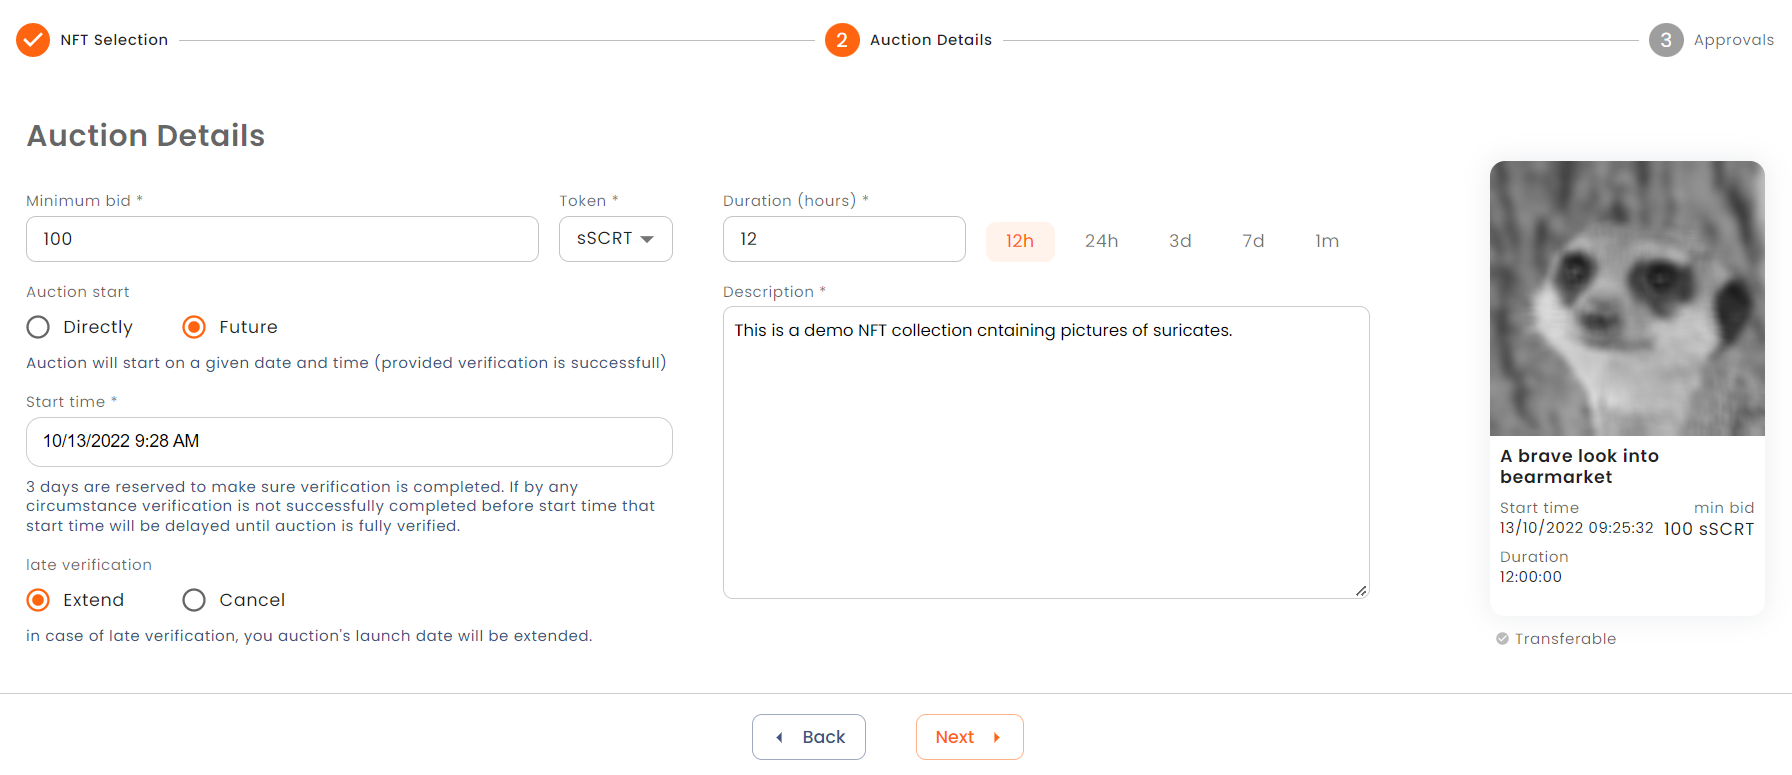 NFT Selection
2 Auction Details
3 Approvals
Auction Details
Minimum bid *
100
Token *
sSCRT
Duration (hours) *
12
12h 24h 3d 7d 1m
Auction start
Directly Future
Auction will start on a given date and time (provided verification is successfull)
Start time *
10/13/2022 9:28 AM
3 days are reserved to make sure verification is completed. If by any
circumstance verification is not successfully completed before start time that
start time will be delayed until auction is fully verified.
late verification
Extend Cancel
in case of late verification, you auction's launch date will be extended.
Description *
This is a demo NFT collection cntaining pictures of suricates.
A brave look into
bearmarket
Start time min bid
13/10/2022 09:25:32 100 sSCRT
Duration
12:00:00
Transferable
Back
Next